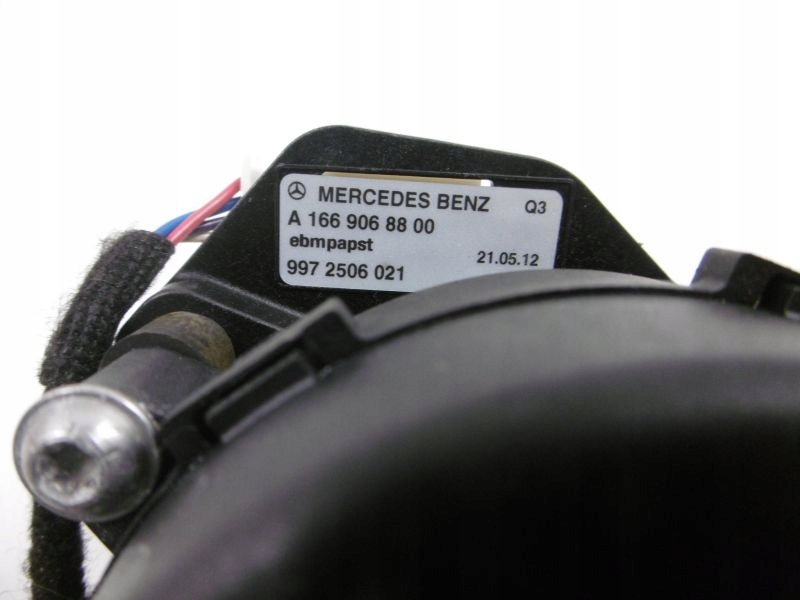 MERCEDES BENZ Q3
A 166 906 88 00
ebmpapst
21.05.12
997 2506 021